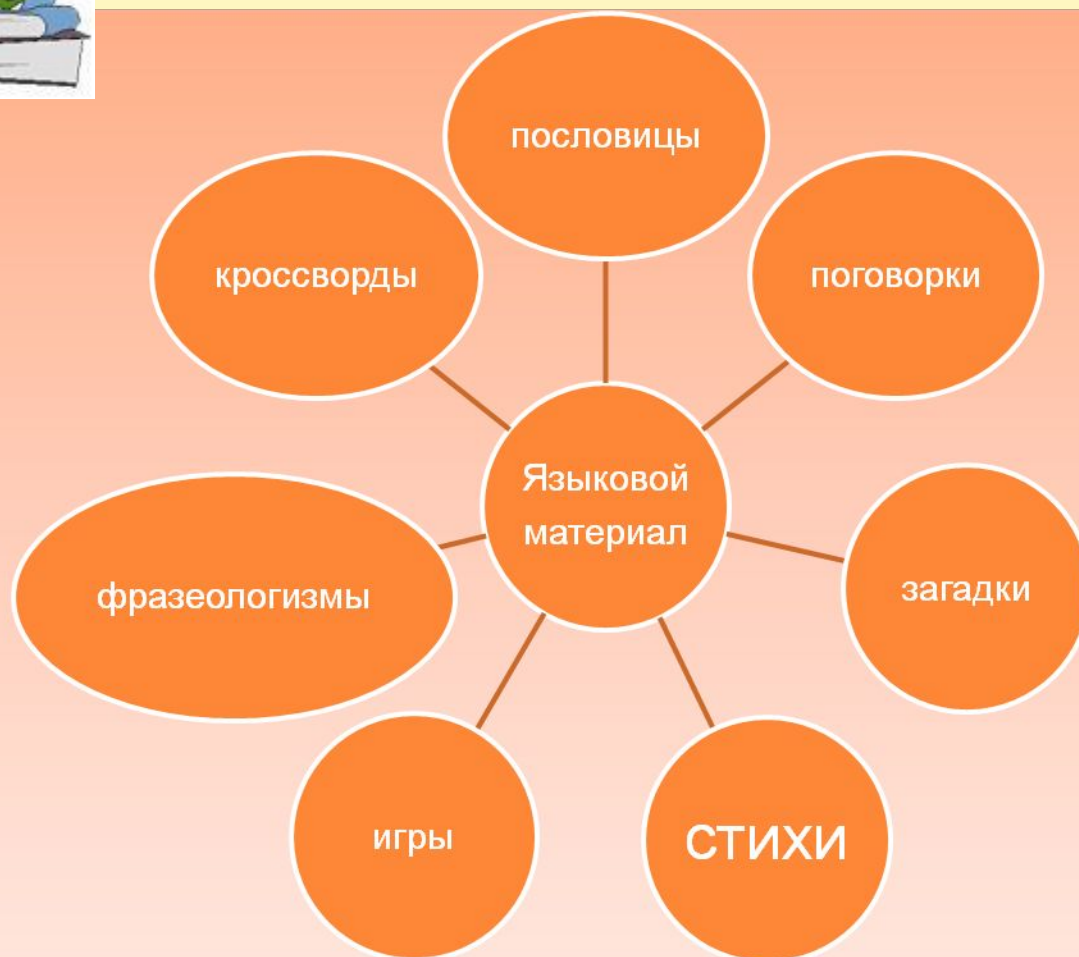 пословицы
кроссворды
поговорки
Языковой
материал
фразеологизмы
загадки
игры
стихи